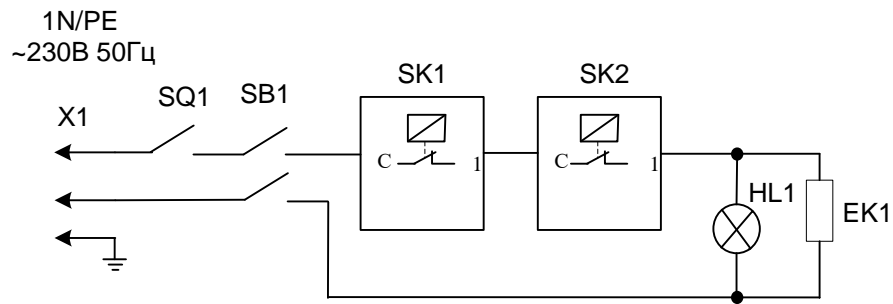 1N/PE
~230В 50Гц
X1
SQ1
SB1
SK1
SK2
C
1
C
1
HL1
EK1